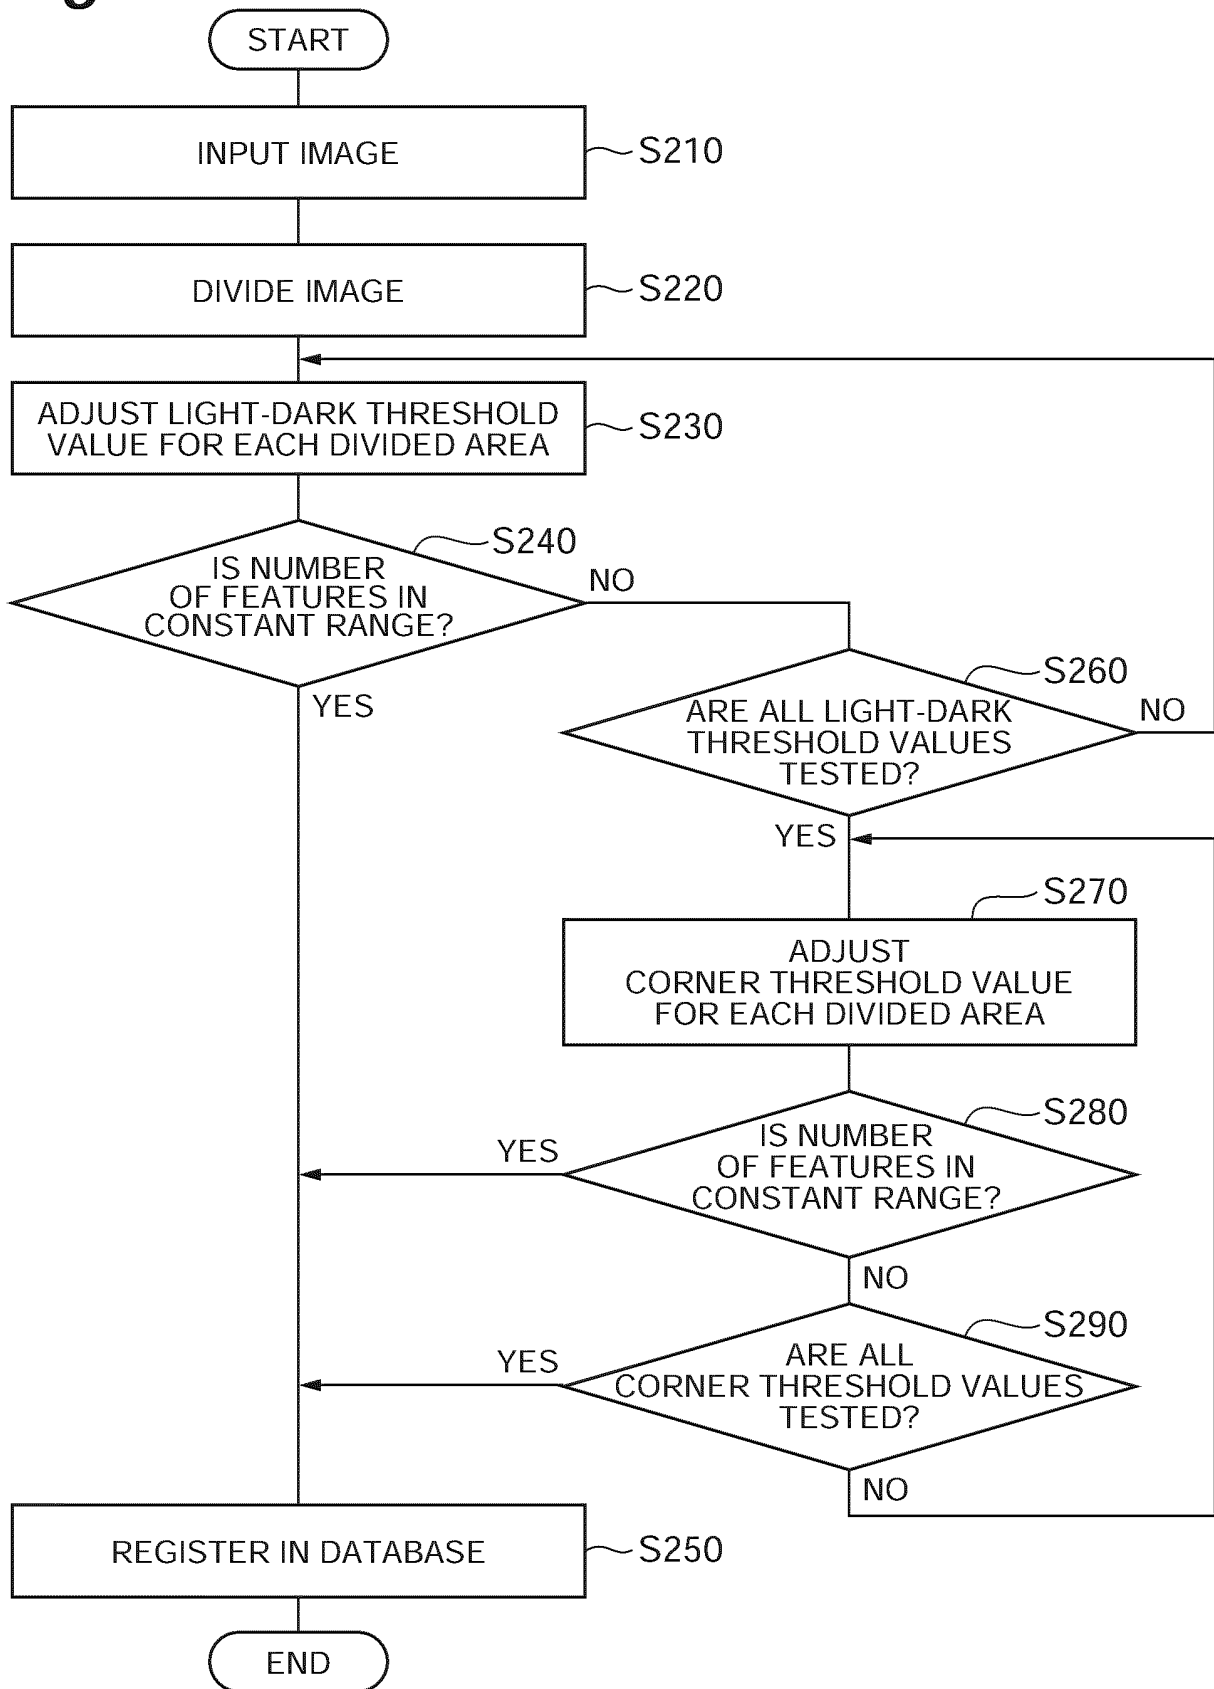 START
INPUT IMAGE
S210
DIVIDE IMAGE
S220
ADJUST LIGHT-DARK THRESHOLD
VALUE FOR EACH DIVIDED AREA
S230
S240
IS NUMBER
OF FEATURES IN
CONSTANT RANGE?
NO
YES
S260
ARE ALL LIGHT-DARK
THRESHOLD VALUES
TESTED?
NO
YES
S270
ADJUST
CORNER THRESHOLD VALUE
FOR EACH DIVIDED AREA
S280
IS NUMBER
OF FEATURES IN
CONSTANT RANGE?
YES
NO
S290
ARE ALL
CORNER THRESHOLD VALUES
TESTED?
YES
NO
REGISTER IN DATABASE
S250
END